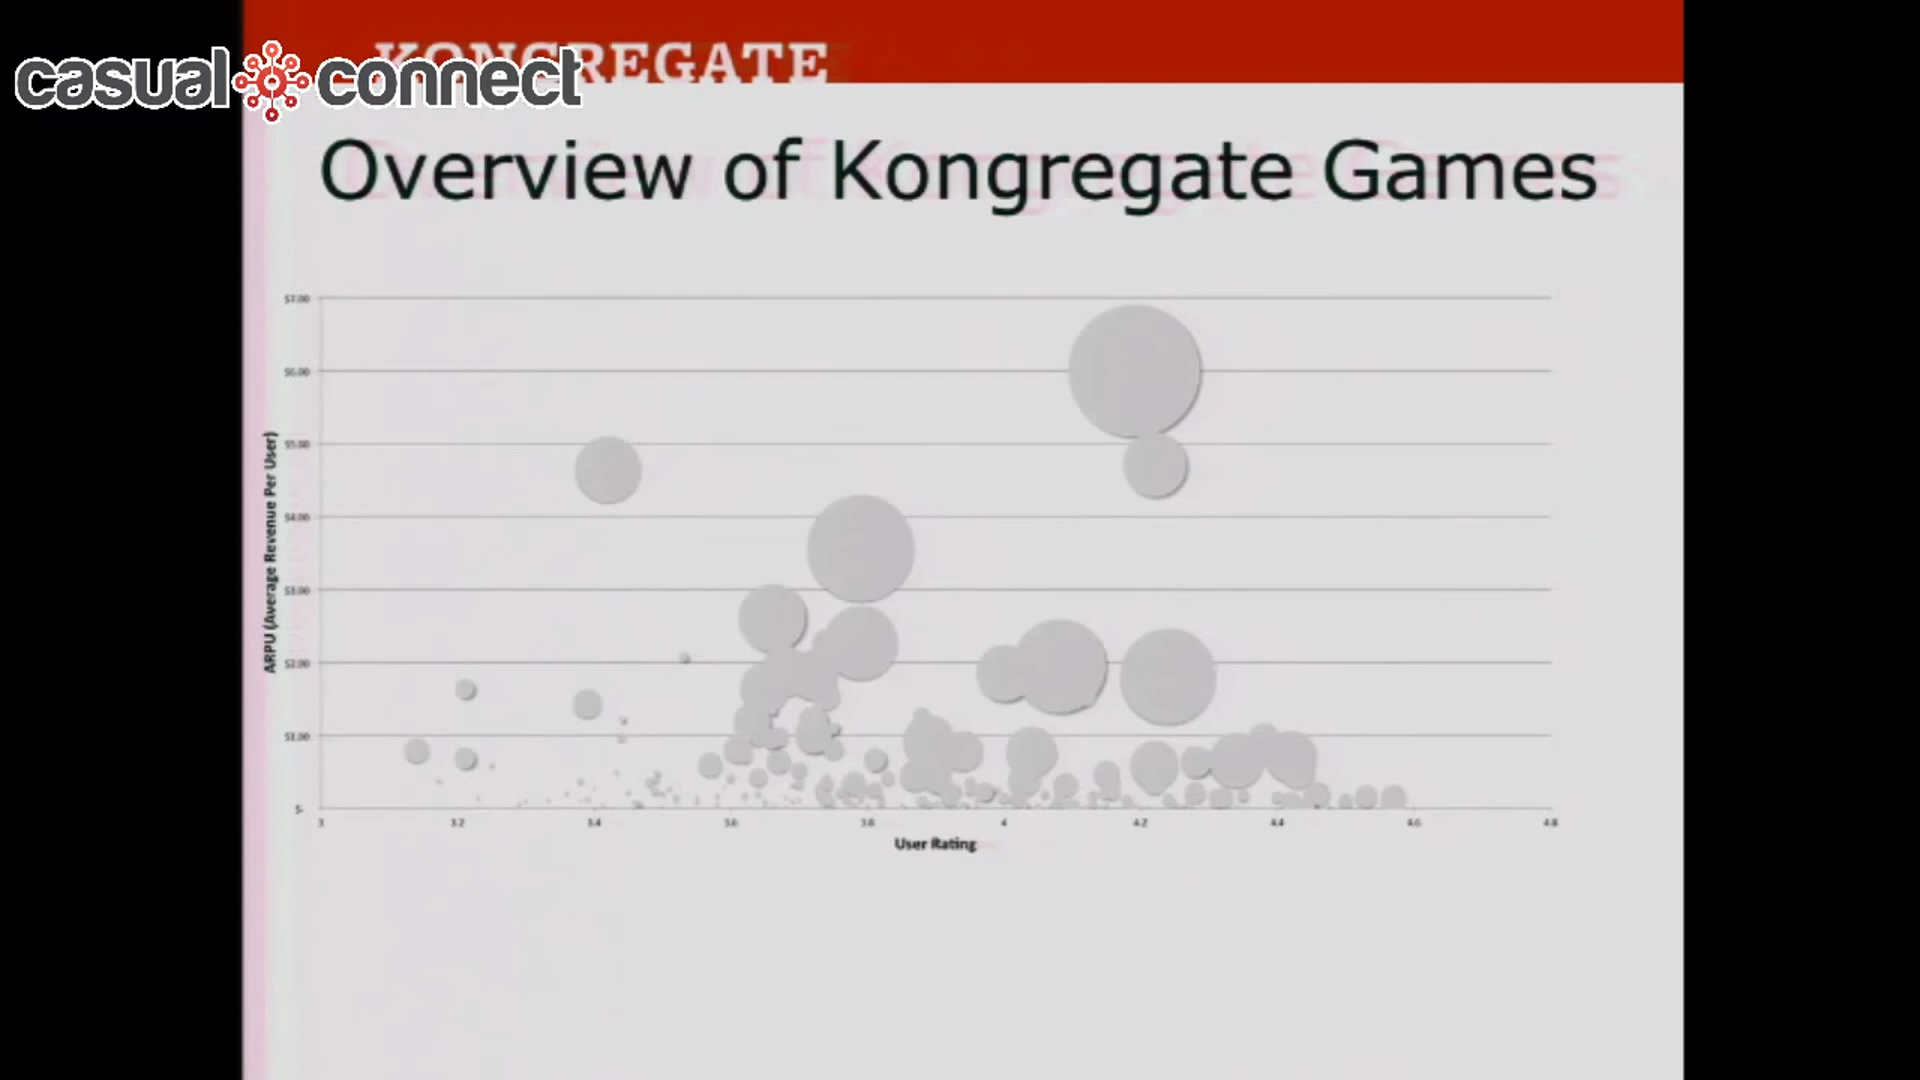 KONGREGATE
casual connect
Overview of Kongregate Games
$7.00
$6.00
$5.00
$4.00
$3.00
$2.00
$1.00
$-
ARPU (Average Revenue Per User)
3 3.2 3.4 3.6 3.8 4 4.2 4.4 4.6 4.8
User Rating